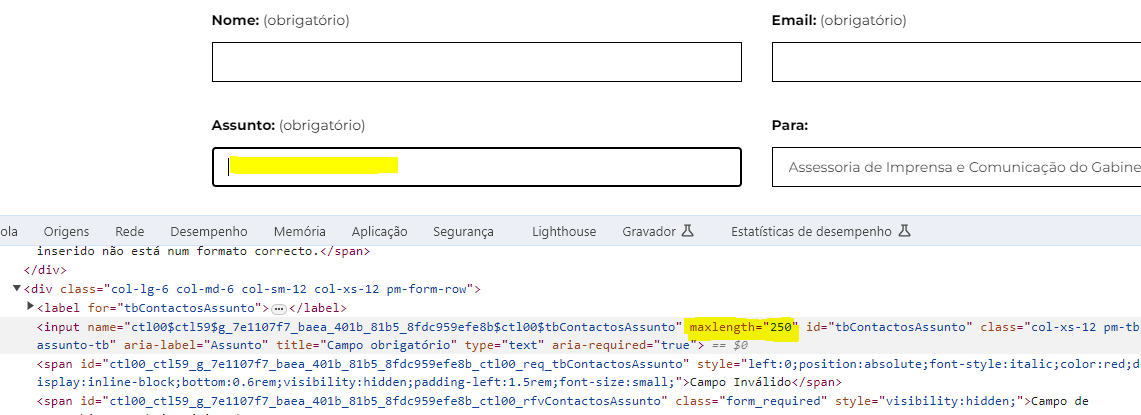 Nome: (obrigatório)
Email: (obrigatório)
Assunto: (obrigatório)
Para:
Assessoria de Imprensa e Comunicação do Gabine
ola Origens Rede Desempenho Memória Aplicação Segurança Lighthouse Gravador Estatísticas de desempenho
inserido não está num formato correcto.</span>
</div>
<div class="col-lg-6 col-md-6 col-sm-12 col-xs-12 pm-form-row">
<label for="tbContactosAssunto">…</label>
<input name="ctl00$ctl59$g_7e1107f7_baea_401b_81b5_8fdc959efe8b$ctl00$tbContactosAssunto" maxlength="250" id="tbContactosAssunto" class="col-xs-12 pm-tb
assunto-tb" aria-label="Assunto" title="Campo obrigatório" type="text" aria-required="true"> == $0
<span id="ctl00_ctl59_g_7e1107f7_baea_401b_81b5_8fdc959efe8b_ctl00_req_tbContactosAssunto" style="left:0;position:absolute;font-style:italic;color:red;d
isplay:inline-block;bottom:0.6rem;visibility:hidden;padding-left:1.5rem;font-size:small;">Campo Inválido</span>
<span id="ctl00_ctl59_g_7e1107f7_baea_401b_81b5_8fdc959efe8b_ctl00_rfvContactosAssunto" class="form_required" style="visibility:hidden;">Campo de